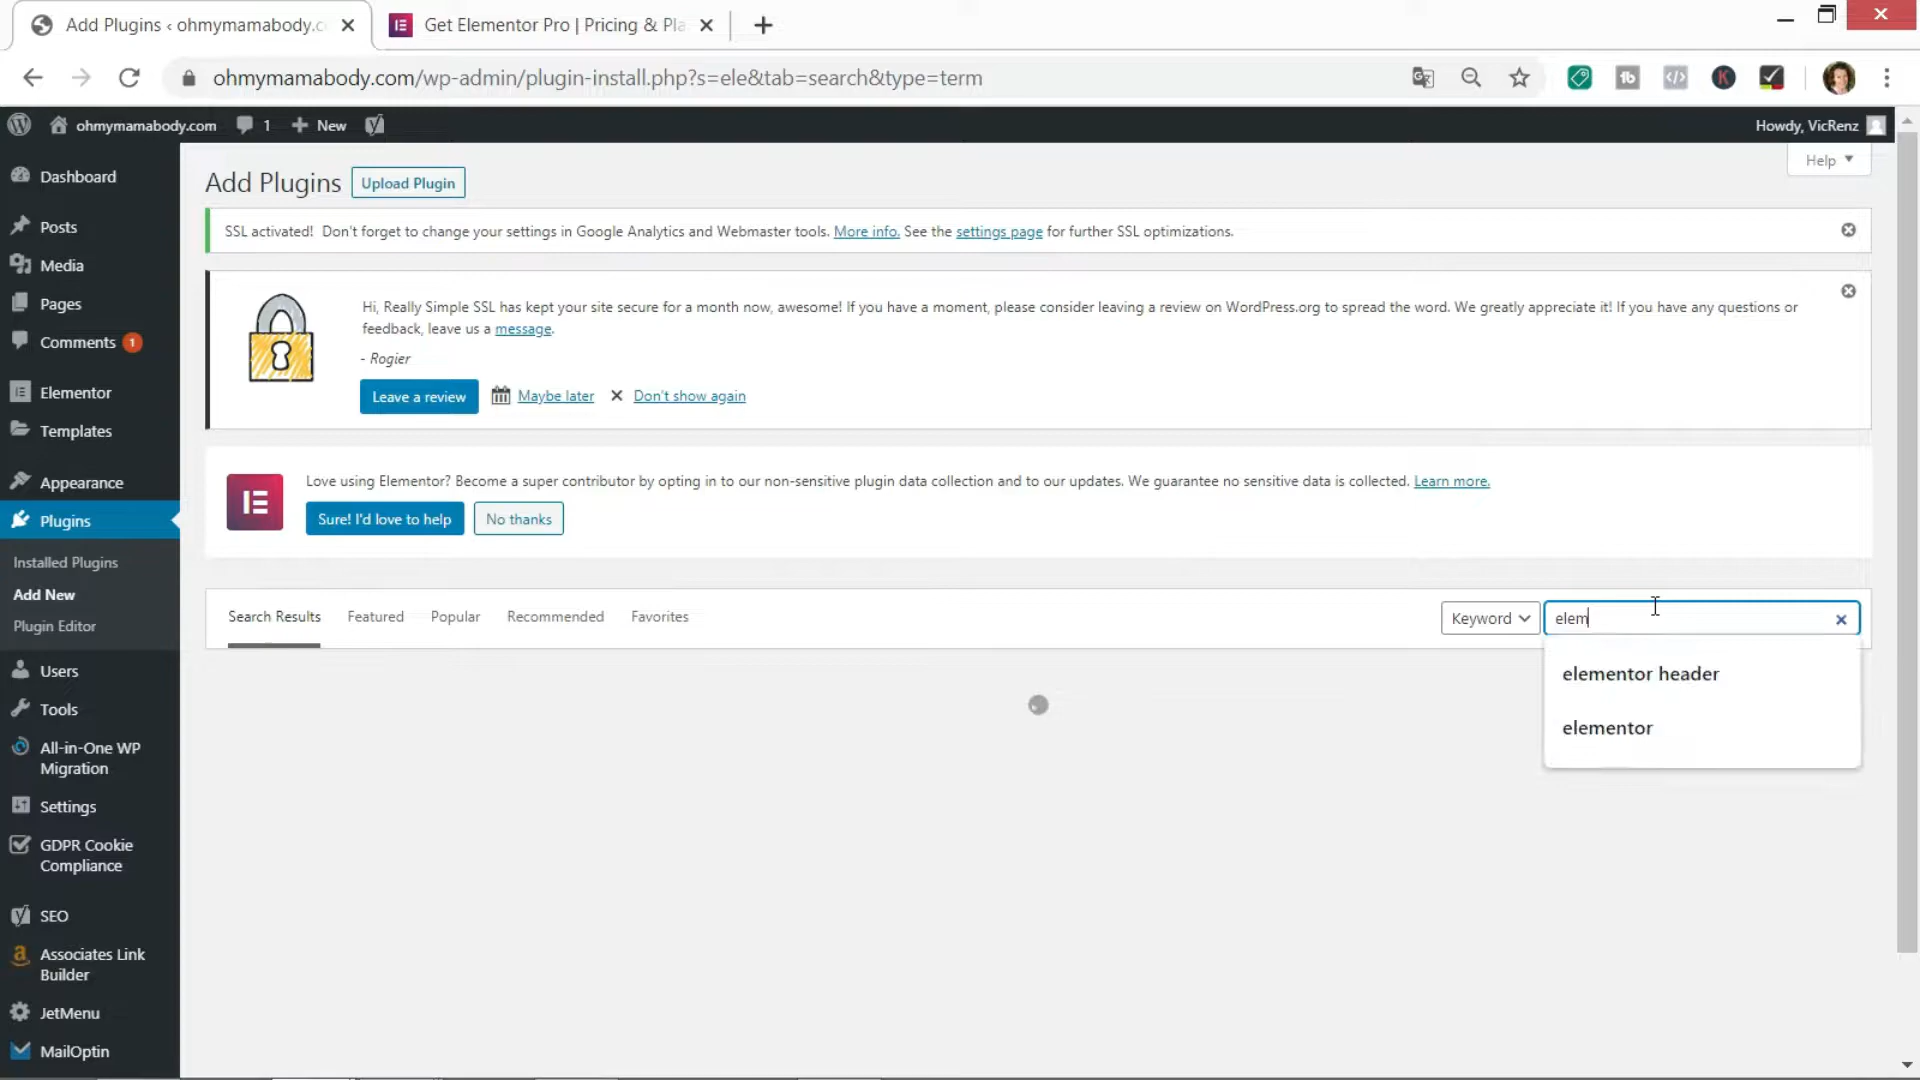 Add Plugins ‹ ohmymamabody.c
Get Elementor Pro | Pricing & Pla
ohmymamabody.com/wp-admin/plugin-install.php?s=ele&tab=search&type=term
ohmymamabody.com
1
New
Howdy, VicRenz
Help
Dashboard
Posts
Media
Pages
Comments 1
Elementor
Templates
Appearance
Plugins
Installed Plugins
Add New
Plugin Editor
Users
Tools
All-in-One WP
Migration
Settings
GDPR Cookie
Compliance
SEO
Associates Link
Builder
JetMenu
MailOptin
Add Plugins
Upload Plugin
SSL activated! Don't forget to change your settings in Google Analytics and Webmaster tools. More info. See the settings page for further SSL optimizations.
Hi, Really Simple SSL has kept your site secure for a month now, awesome! If you have a moment, please consider leaving a review on WordPress.org to spread the word. We greatly appreciate it! If you have any questions or
feedback, leave us a message.
- Rogier
Leave a review
Maybe later
Don't show again
Love using Elementor? Become a super contributor by opting in to our non-sensitive plugin data collection and to our updates. We guarantee no sensitive data is collected. Learn more.
Sure! I'd love to help
No thanks
Search Results
Featured
Popular
Recommended
Favorites
Keyword
elem
elementor header
elementor